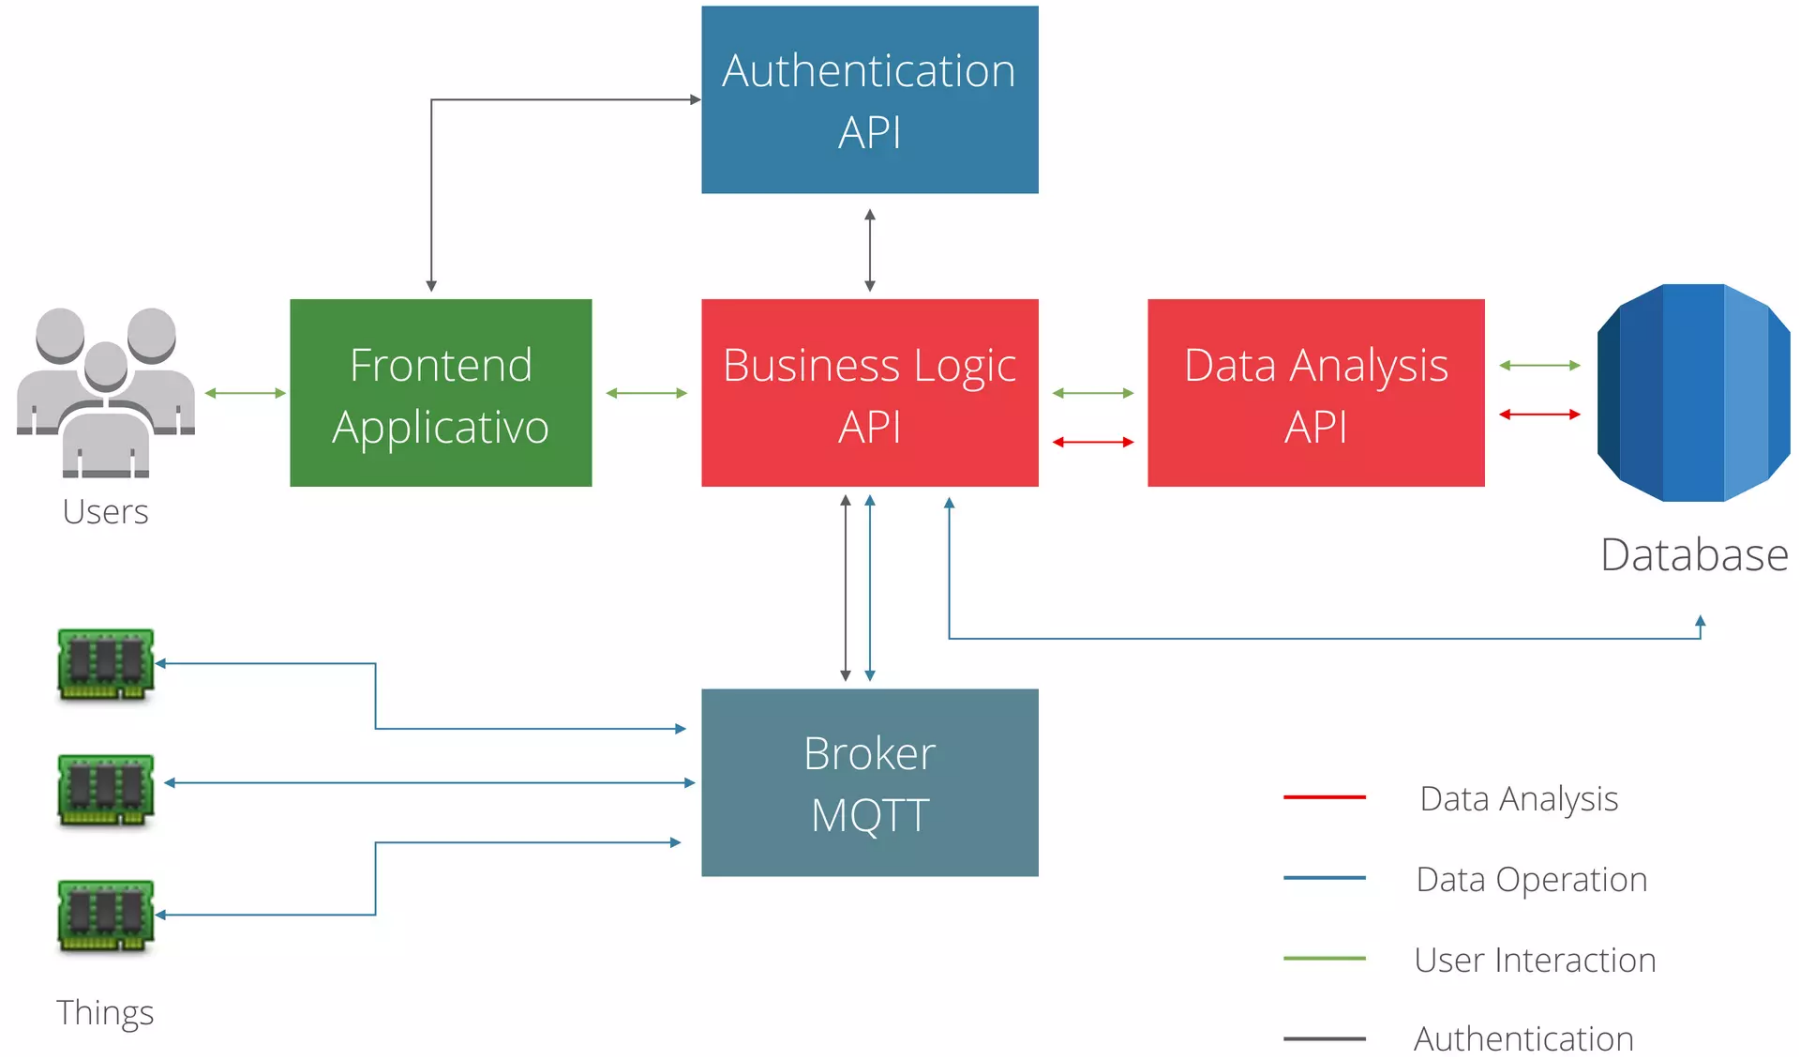 Authentication
API
Frontend
Applicativo
Business Logic
API
Data Analysis
API
Users
Database
Broker
MQTT
Things
Data Analysis
Data Operation
User Interaction
Authentication